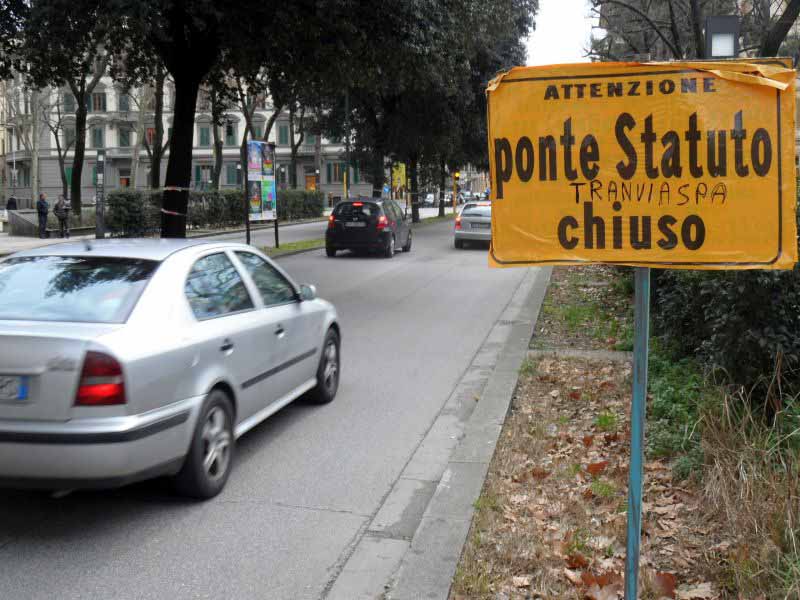 ATTENZIONE
ponte Statuto
TRANVIASPA
chiuso